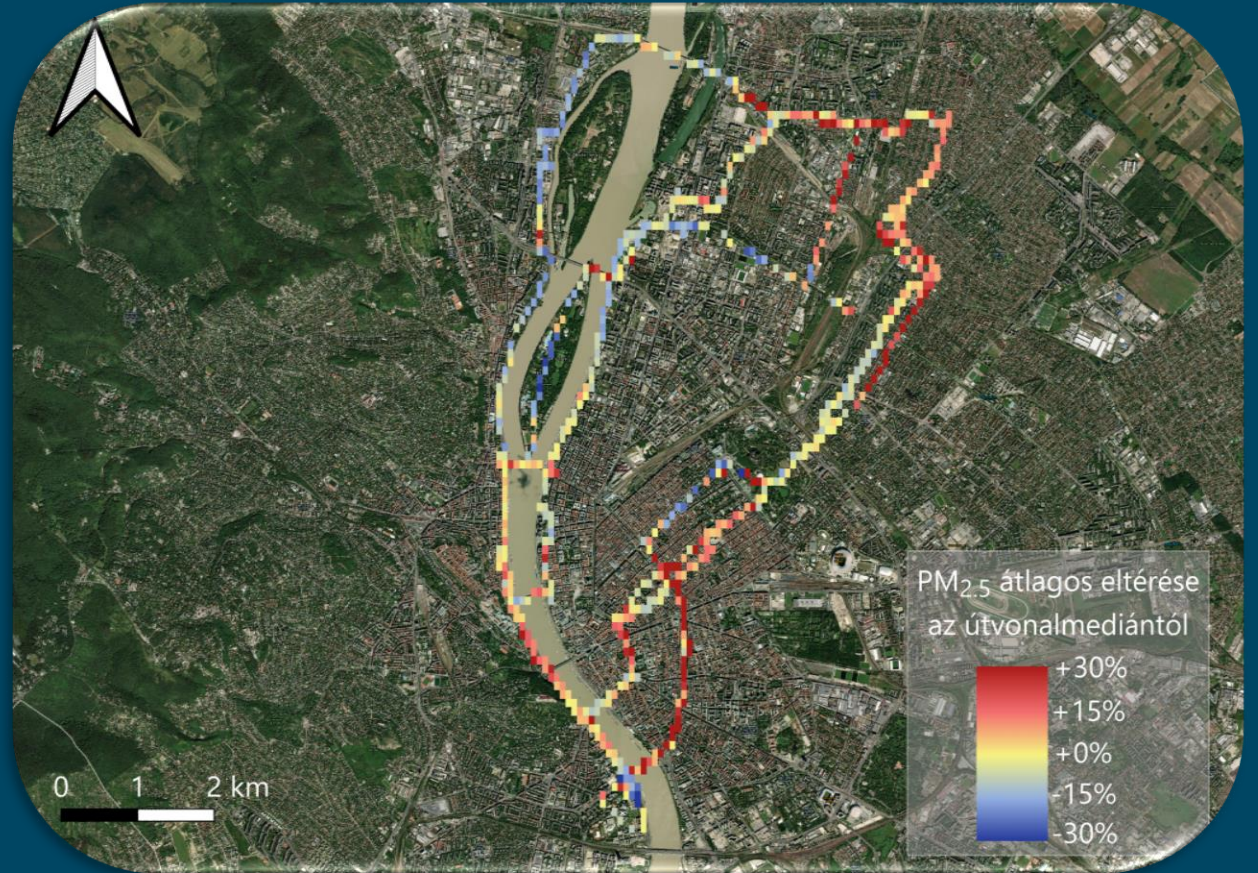 PM2.5 átlagos eltérése
az útvonalmediántól
+30%
+15%
+0%
-15%
-30%
0 1 2 km